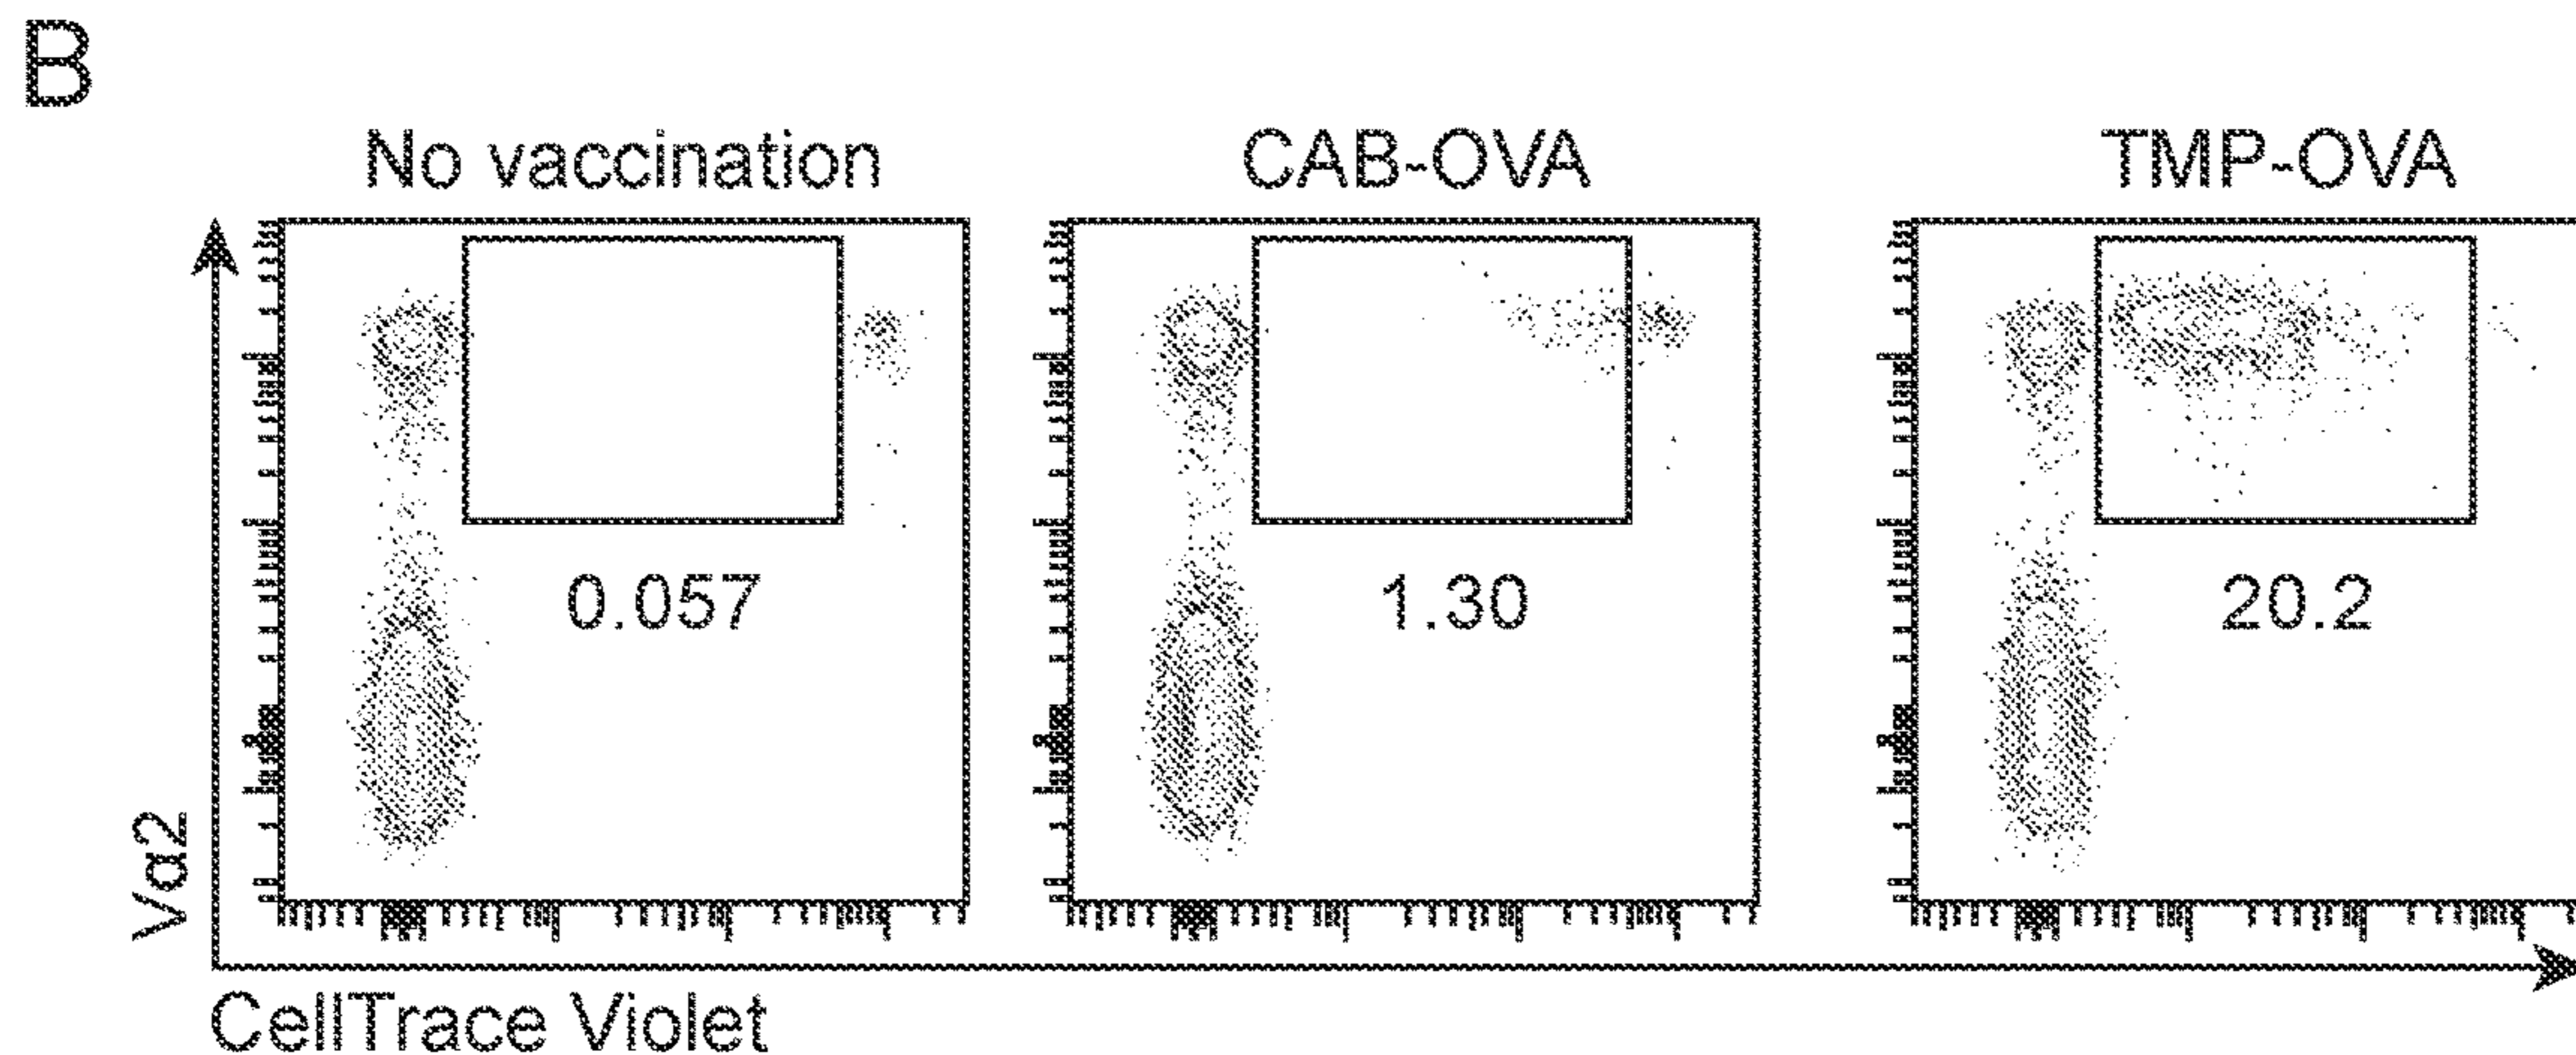 B
No vaccination CAB-OVA TMP-OVA
0.057 1.30 20.2
Vα2
CellTrace Violet